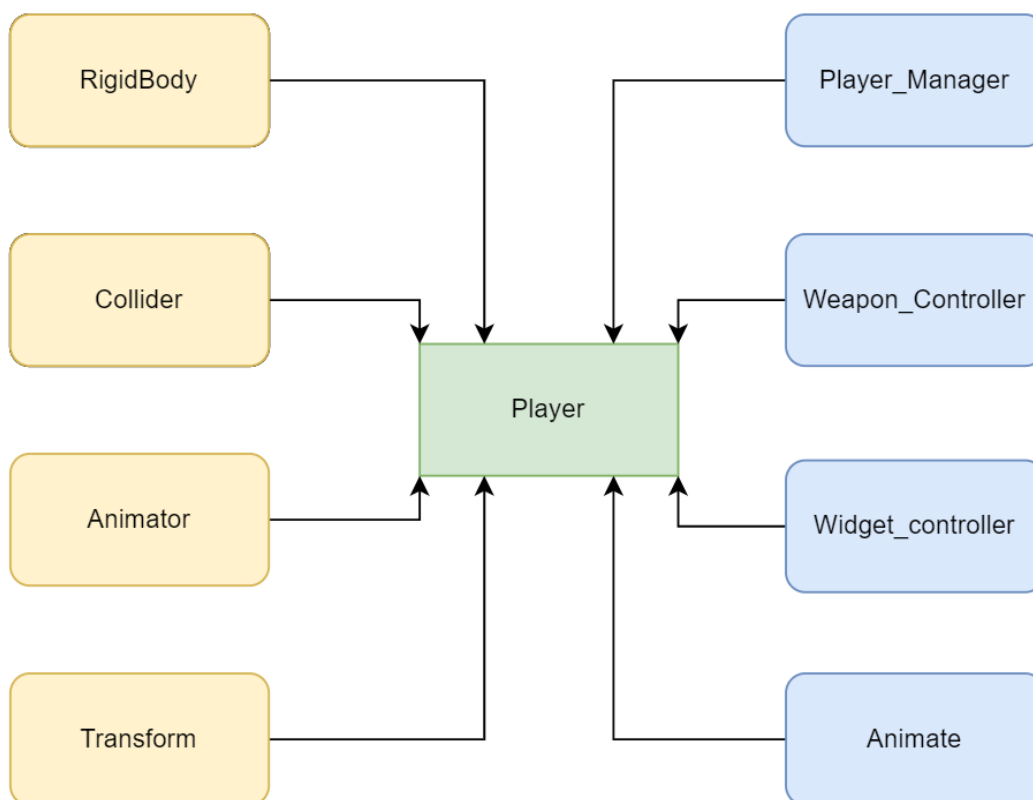 RigidBody
Player_Manager
Collider
Weapon_Controller
Player
Animator
Widget_controller
Transform
Animate